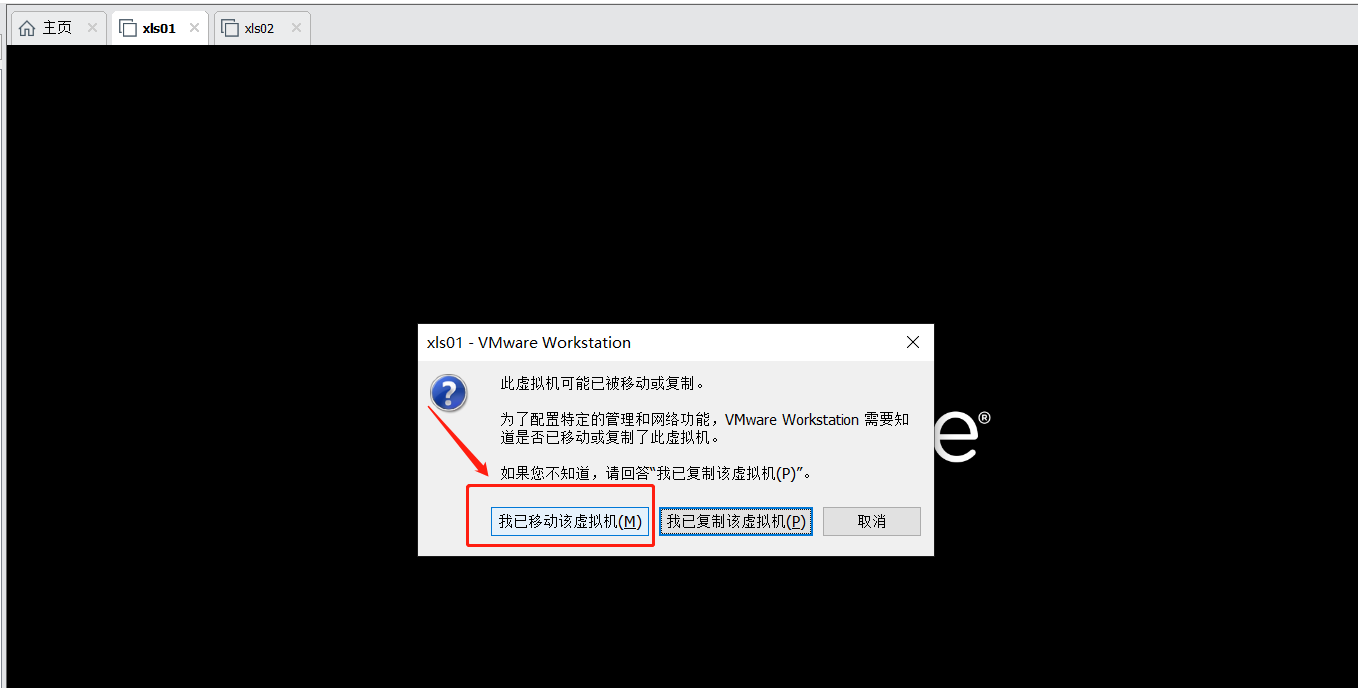 主页
xls01
xls02
xls01 - VMware Workstation
此虚拟机可能已被移动或复制。
为了配置特定的管理和网络功能，VMware Workstation 需要知
道是否已移动或复制了此虚拟机。
如果您不知道，请回答“我已复制该虚拟机(P)”。
我已移动该虚拟机(M)
我已复制该虚拟机(P)
取消
e®